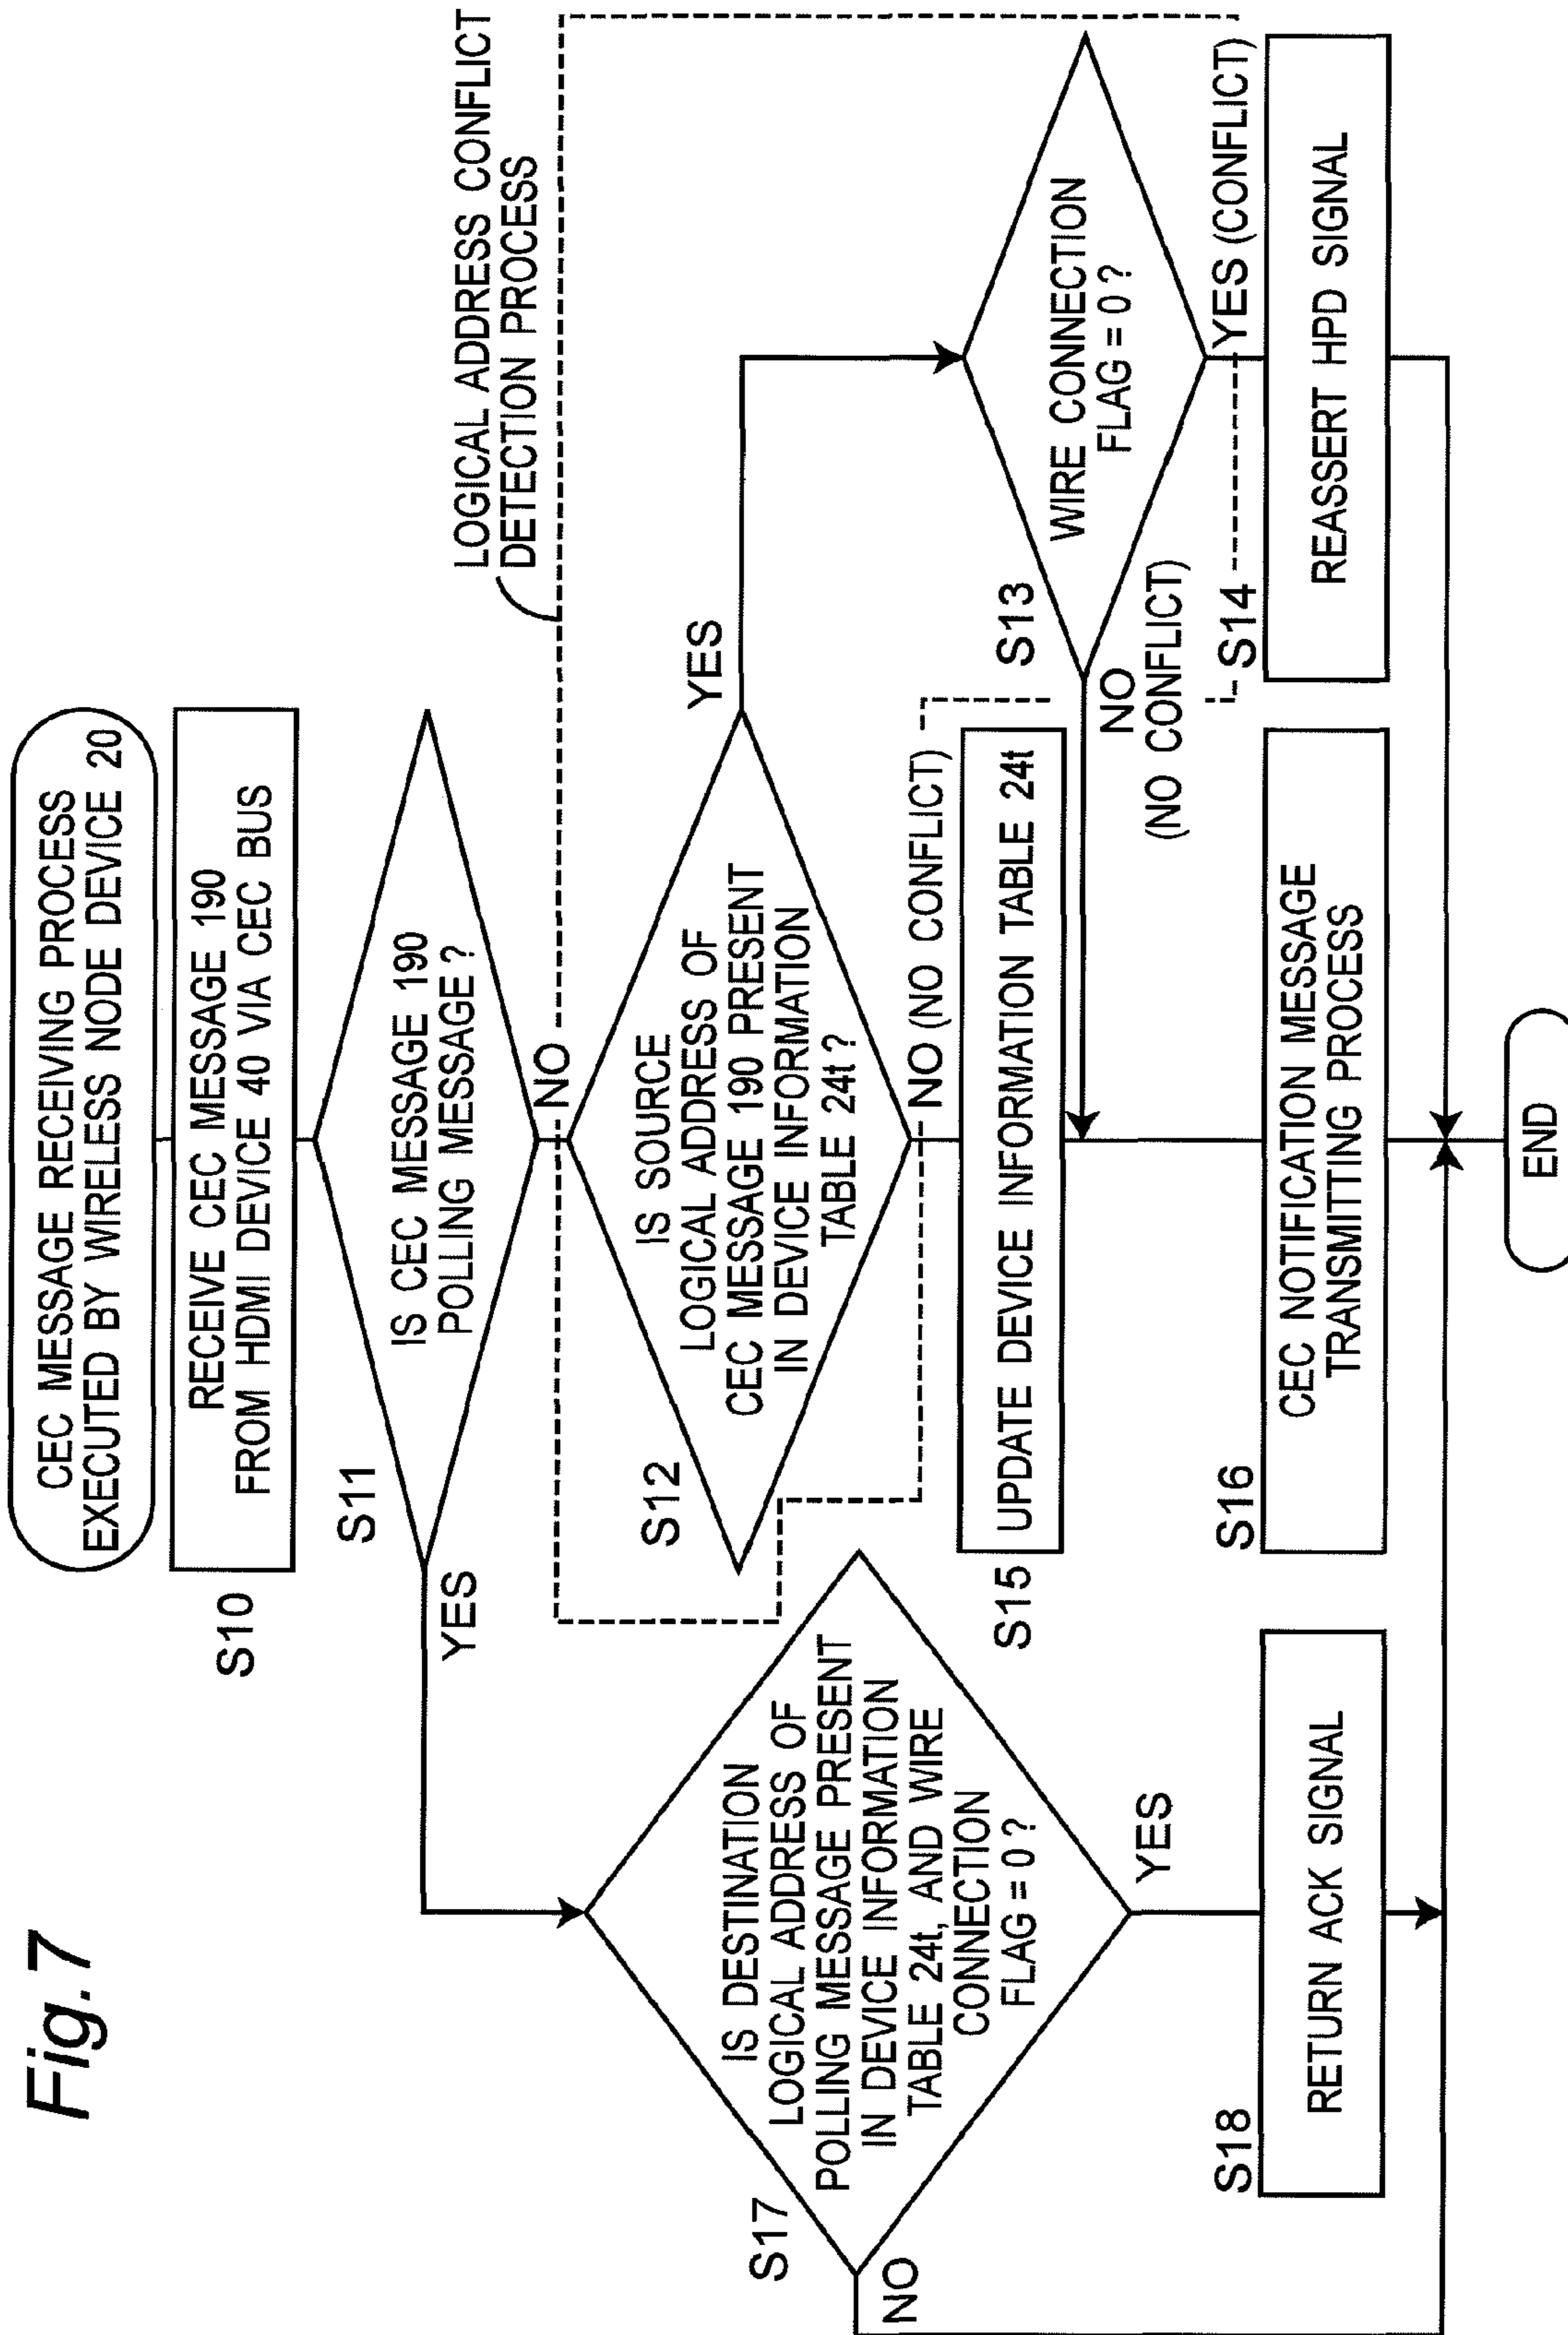 Fig.7
CEC MESSAGE RECEIVING PROCESS
EXECUTED BY WIRELESS NODE DEVICE 20
S10
RECEIVE CEC MESSAGE 190
FROM HDMI DEVICE 40 VIA CEC BUS
S11
IS CEC MESSAGE 190
POLLING MESSAGE ?
YES
NO
LOGICAL ADDRESS CONFLICT
DETECTION PROCESS
S12
IS SOURCE
LOGICAL ADDRESS OF
CEC MESSAGE 190 PRESENT
IN DEVICE INFORMATION
TABLE 24t ?
YES
NO (NO CONFLICT)
S13
WIRE CONNECTION
FLAG = 0 ?
NO
(NO CONFLICT)
YES (CONFLICT)
S14
REASSERT HPD SIGNAL
S15
UPDATE DEVICE INFORMATION TABLE 24t
S16
CEC NOTIFICATION MESSAGE
TRANSMITTING PROCESS
S17
IS DESTINATION
LOGICAL ADDRESS OF
POLLING MESSAGE PRESENT
IN DEVICE INFORMATION
TABLE 24t, AND WIRE
CONNECTION
FLAG = 0 ?
NO
YES
S18
RETURN ACK SIGNAL
END